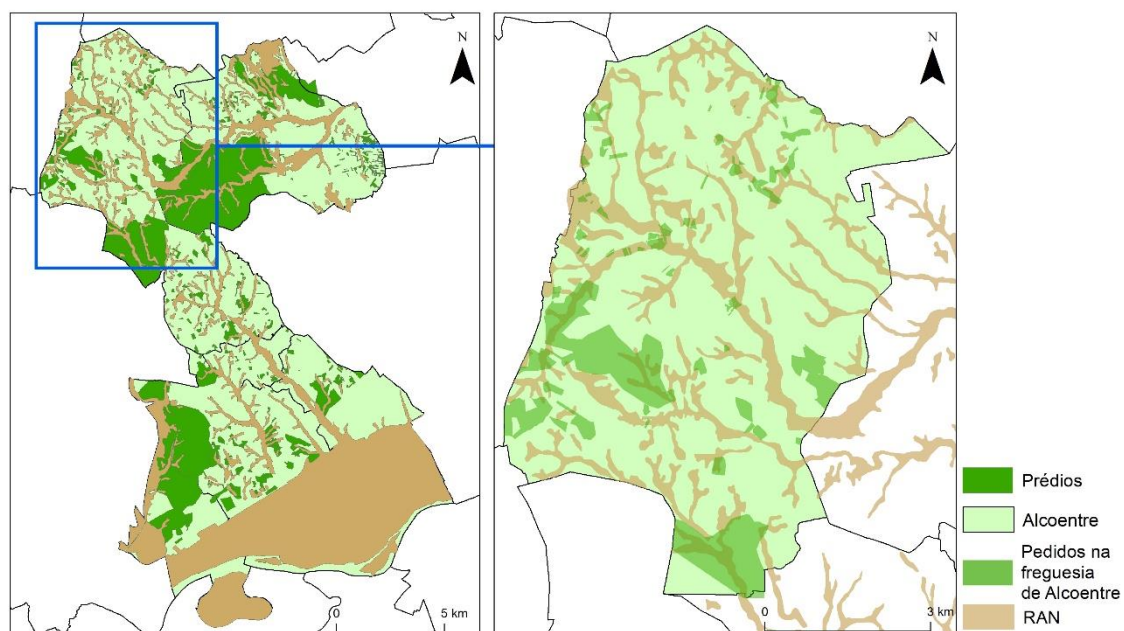 N
0
5 km
N
0
3 km
Prédios
Alcoentre
Pedidos na
freguesia
de Alcoentre
RAN